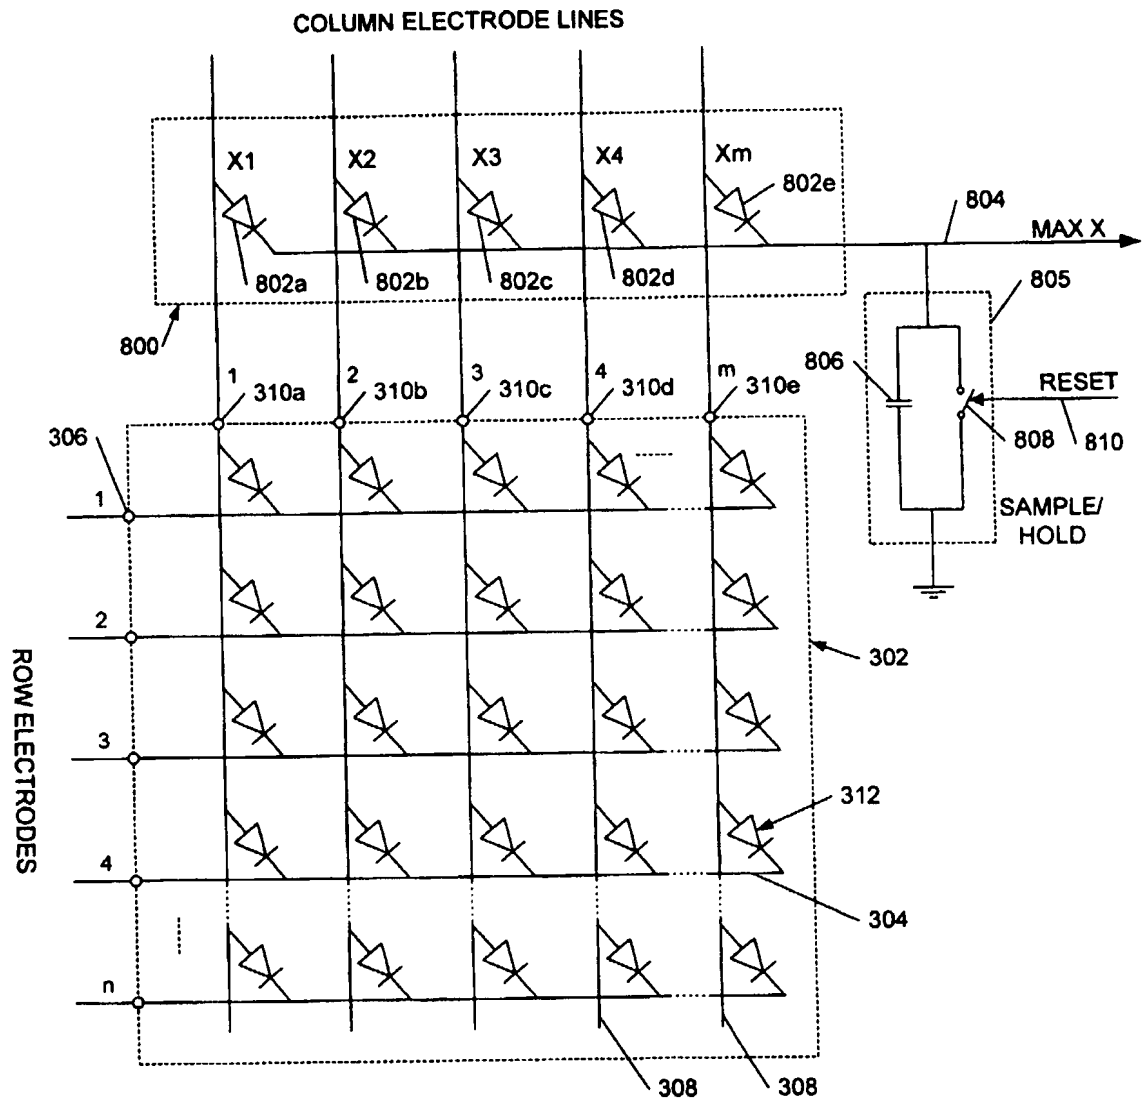 COLUMN ELECTRODE LINES
X1 X2 X3 X4 Xm
802e
804
MAX X
802a 802b 802c 802d
805
800
806
RESET
1 310a 2 310b 3 310c 4 310d m 310e
808 810
306
1
SAMPLE/
HOLD
2
302
ROW ELECTRODES
3
312
4
304
n
308 308